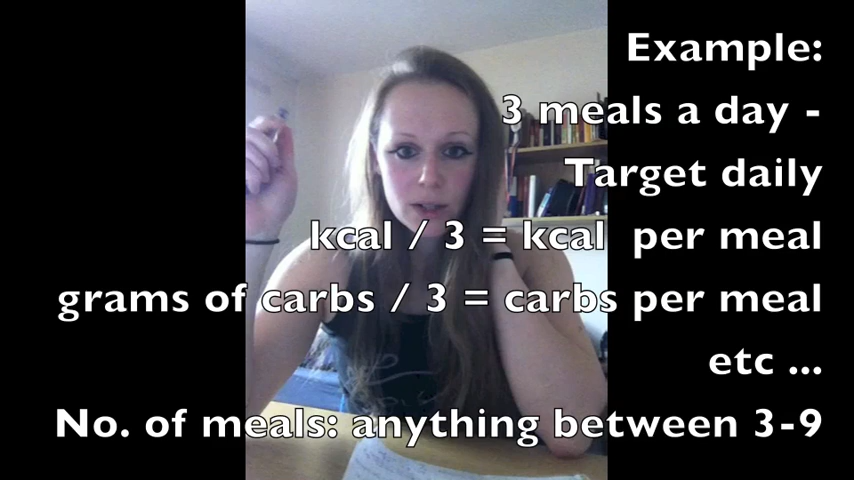 Example:
3 meals a day -
Target daily
kcal / 3 = kcal per meal
grams of carbs / 3 = carbs per meal
etc ...
No. of meals: anything between 3-9